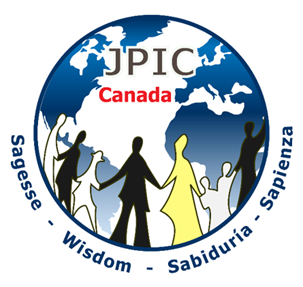 JPIC
Canada
Sagesse - Wisdom - Sabiduría - Sapienza